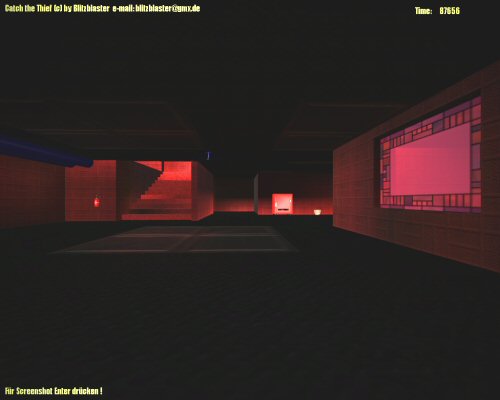 Catch the Thief (c) by Blitzblaster e-mail:blitzblaster@gmx.de
Time: 87656
Für Screenshot Enter drücken !